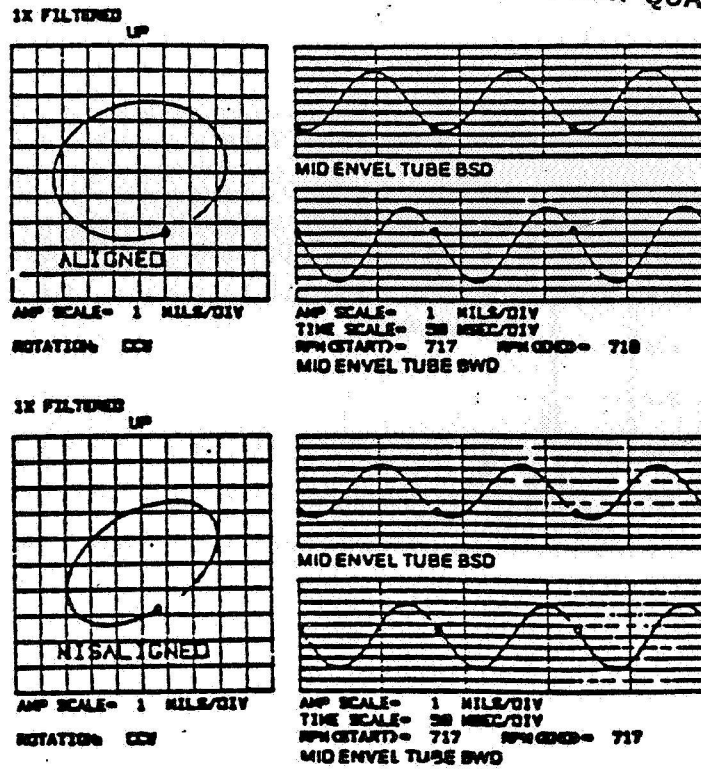 QUA
1X FILTERED
UP
ALIGNED
AMP SCALE= 1 MILS/DIV
ROTATION: CCW
MID ENVEL TUBE BSD
AMP SCALE= 1 MILS/DIV
TIME SCALE= 50 MSEC/DIV
RPM(START)= 717 RPM(END)= 718
MID ENVEL TUBE BWD
1X FILTERED
UP
MISALIGNED
AMP SCALE= 1 MILS/DIV
ROTATION: CCW
MID ENVEL TUBE BSD
AMP SCALE= 1 MILS/DIV
TIME SCALE= 50 MSEC/DIV
RPM(START)= 717 RPM(END)= 717
MID ENVEL TUBE BWD